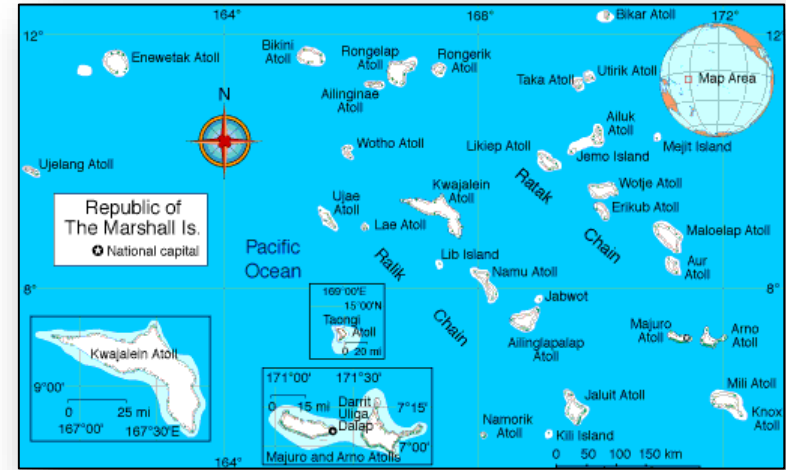 164°
168°
Bikar Atoll
172°
12°
12°
Enewetak Atoll
Bikini
Atoll
Rongelap
Atoll
Rongerik
Atoll
Ailinginae
Atoll
Taka Atoll
Utirik Atoll
Map Area
N
Ailuk
Atoll
Wotho Atoll
Likiep Atoll
Jemo Island
Mejit Island
Ujelang Atoll
Ratak
Chain
Wotje Atoll
Erikub Atoll
Kwajalein
Atoll
Ujae
Atoll
Lae Atoll
Maloelap Atoll
Aur
Atoll
Republic of
The Marshall Is.
National capital
Pacific
Ocean
Ralik
Chain
Lib Island
Namu Atoll
8°
8°
Jabwot
Ailinglapalap
Atoll
Majuro
Atoll
Arno
Atoll
169°00'E
15°00'N
Taongi
Atoll
0 20 mi
Kwajalein Atoll
9°00'
0 25 mi
167°00'
167°30'E
171°00'
171°30'
0 15 mi
Darrit
Uliga
Dalap
7°15'
7°00'
Majuro and Arno Atolls
Jaluit Atoll
Mili Atoll
Knox
Atoll
Namorik
Atoll
Kili Island
0 50 100 150 km
164°